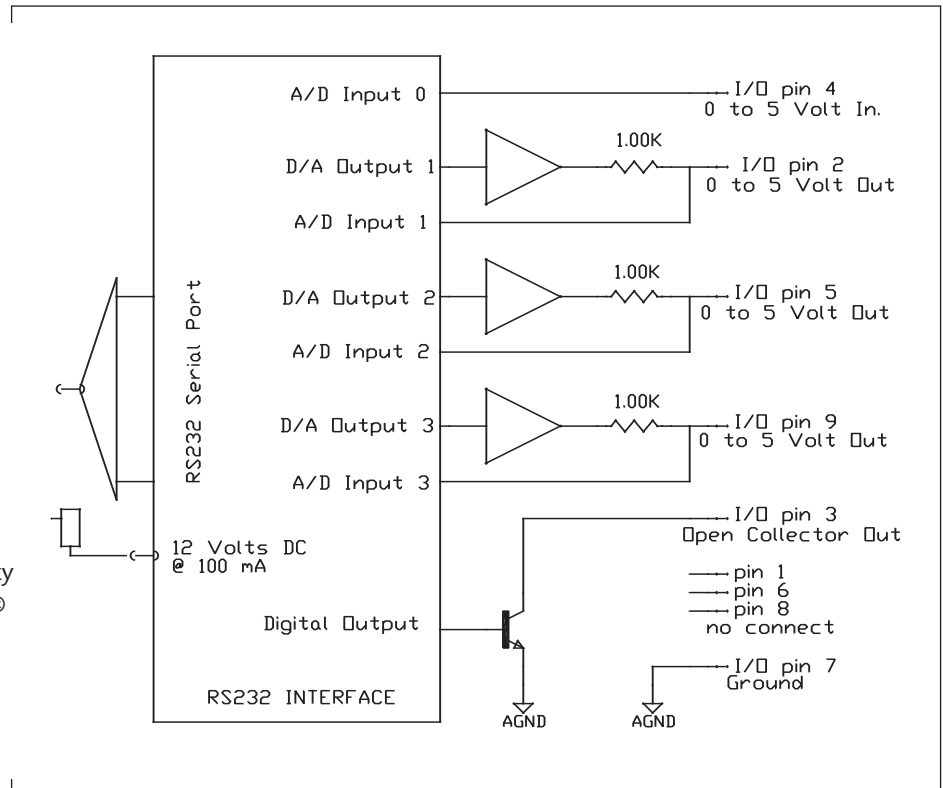 A/D Input 0
I/O pin 4
0 to 5 Volt In.
1.00K
D/A Output 1
I/O pin 2
0 to 5 Volt Out
A/D Input 1
1.00K
D/A Output 2
I/O pin 5
0 to 5 Volt Out
A/D Input 2
RS232 Serial Port
1.00K
D/A Output 3
I/O pin 9
0 to 5 Volt Out
A/D Input 3
I/O pin 3
Open Collector Out
12 Volts DC
@ 100 mA
pin 1
pin 6
pin 8
no connect
Digital Output
I/O pin 7
Ground
RS232 INTERFACE
AGND
AGND